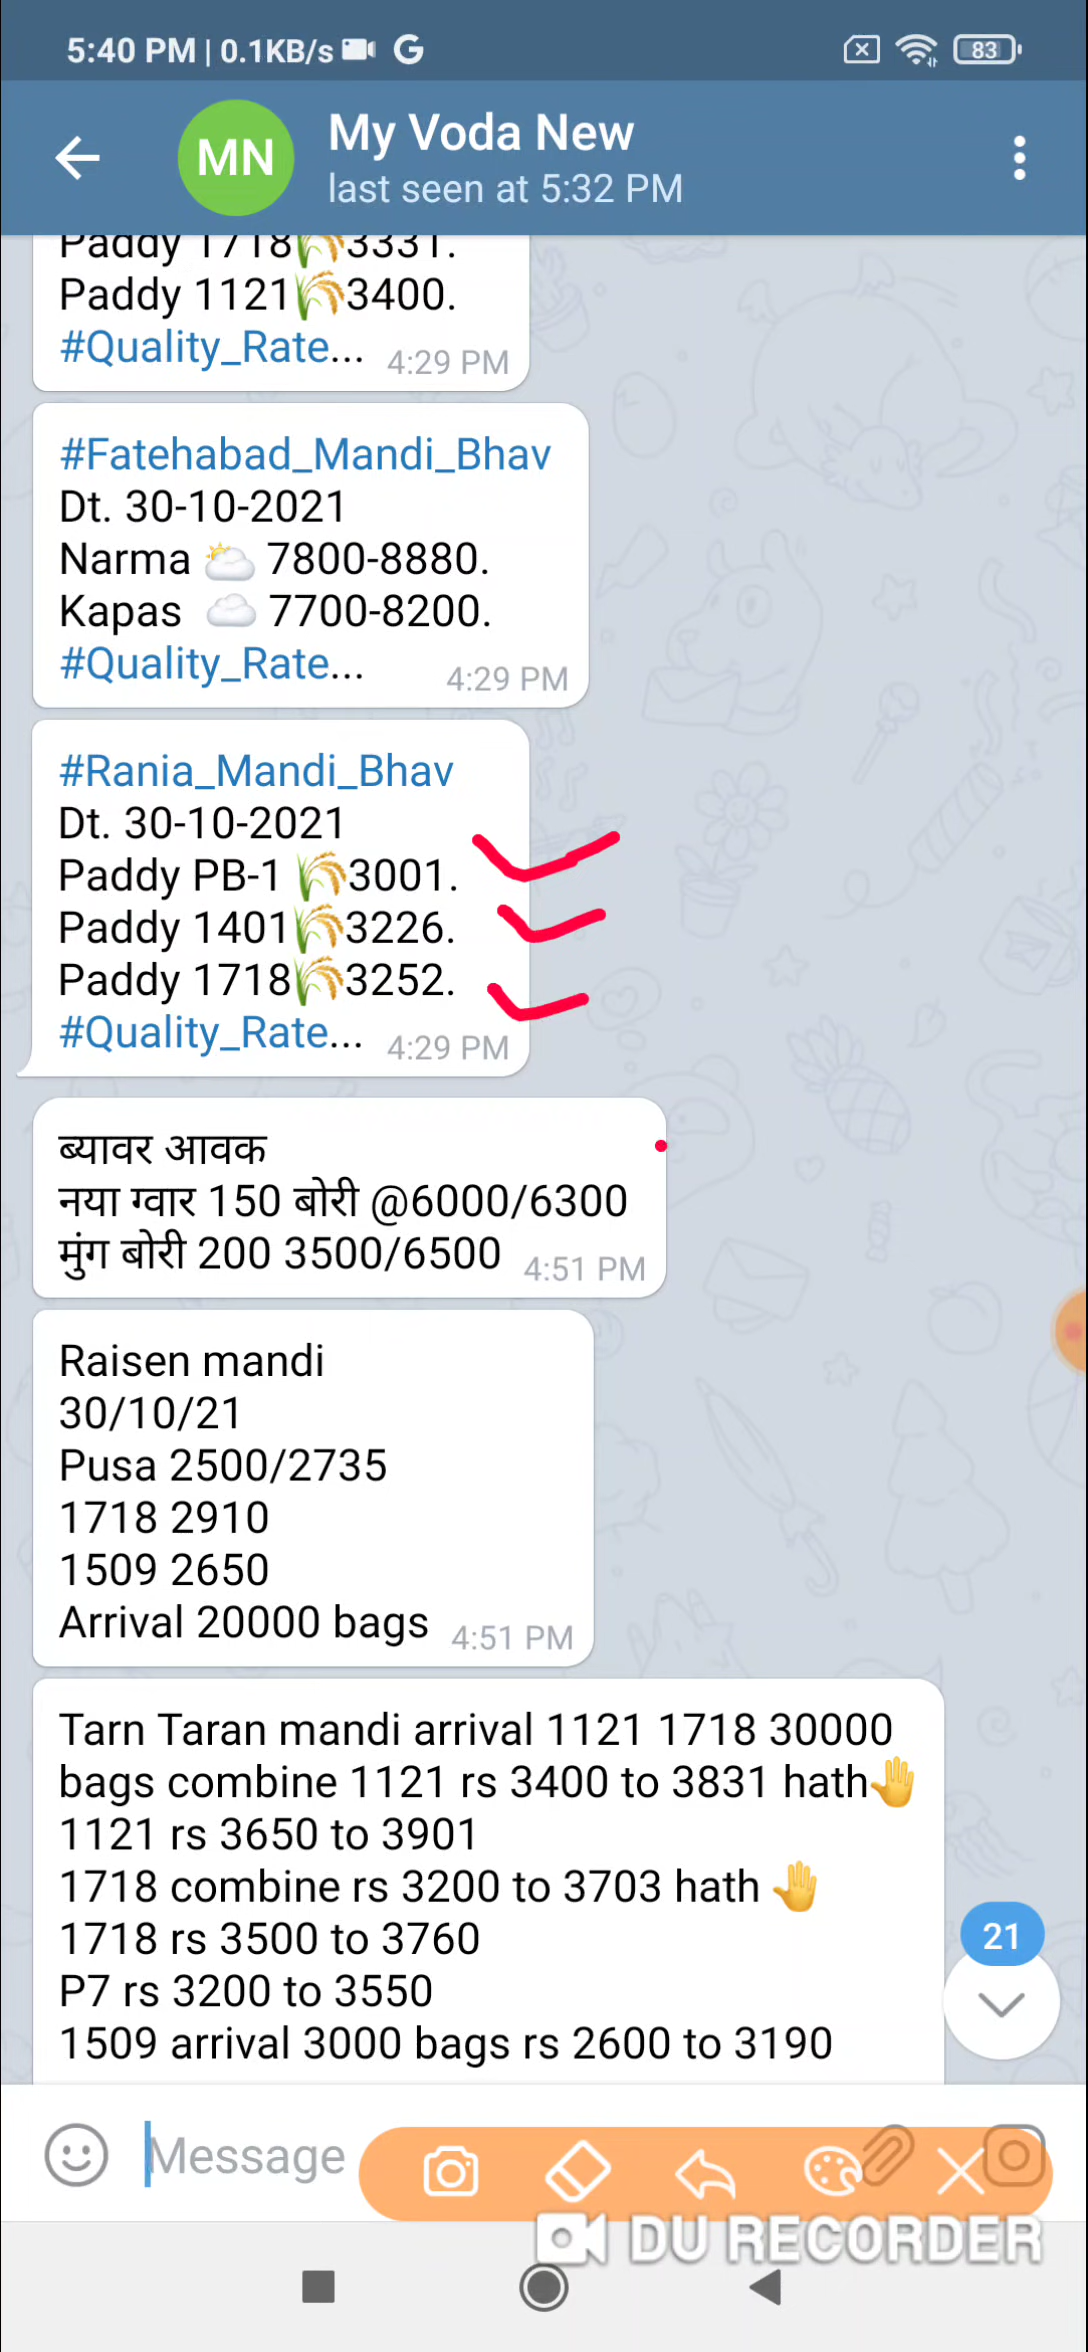 5:40 PM | 0.1KB/s
83
MN
My Voda New
last seen at 5:32 PM
Paddy 1718🌾3331.
Paddy 1121🌾3400.
#Quality_Rate...
4:29 PM
#Fatehabad_Mandi_Bhav
Dt. 30-10-2021
Narma 🌤 7800-8880.
Kapas ☁ 7700-8200.
#Quality_Rate...
4:29 PM
#Rania_Mandi_Bhav
Dt. 30-10-2021
Paddy PB-1 🌾3001.
Paddy 1401🌾3226.
Paddy 1718🌾3252.
#Quality_Rate...
4:29 PM
ब्यावर आवक
नया ग्वार 150 बोरी @6000/6300
मुंग बोरी 200 3500/6500
4:51 PM
Raisen mandi
30/10/21
Pusa 2500/2735
1718 2910
1509 2650
Arrival 20000 bags
4:51 PM
Tarn Taran mandi arrival 1121 1718 30000
bags combine 1121 rs 3400 to 3831 hath🤚
1121 rs 3650 to 3901
1718 combine rs 3200 to 3703 hath 🤚
1718 rs 3500 to 3760
P7 rs 3200 to 3550
1509 arrival 3000 bags rs 2600 to 3190
21
Message
DU RECORDER